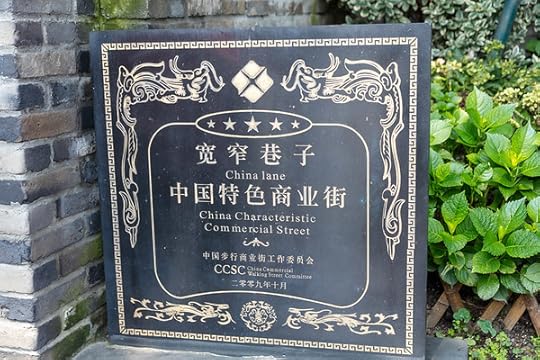 宽窄巷子
China lane
中国特色商业街
China Characteristic
Commercial Street
中国步行商业街工作委员会
CCSC China Commercial
Walking Street Committee
二〇〇九年十月